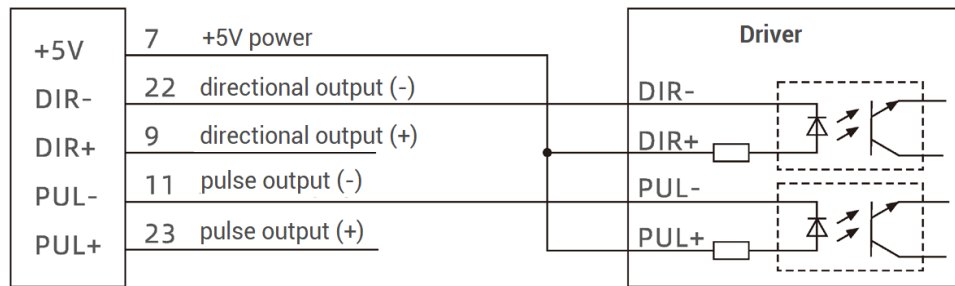 +5V 7 +5V power
DIR- 22 directional output (-)
DIR+ 9 directional output (+)
PUL- 11 pulse output (-)
PUL+ 23 pulse output (+)
Driver
DIR-
DIR+
PUL-
PUL+